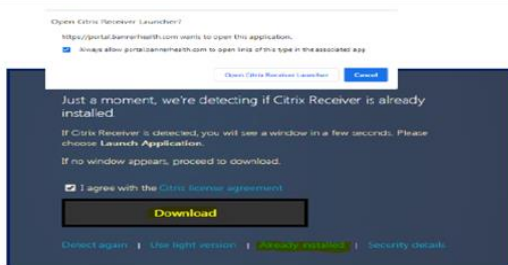 Open Citrix Receiver Launcher?
https://portal.bannerhealth.com wants to open this application.
Always allow portal.bannerhealth.com to open links of this type in the associated app
Open Citrix Receiver Launcher Cancel
Just a moment, we're detecting if Citrix Receiver is already
installed.
If Citrix Receiver is detected, you will see a window in a few seconds. Please
choose Launch Application.
If no window appears, proceed to download.
I agree with the Citrix license agreement
Download
Detect again | Use light version | Already installed | Security details